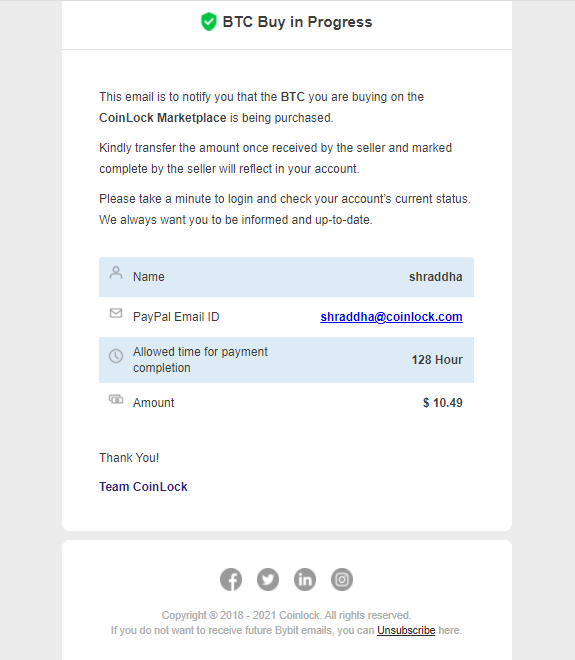 BTC Buy in Progress
This email is to notify you that the BTC you are buying on the
CoinLock Marketplace is being purchased.
Kindly transfer the amount once received by the seller and marked
complete by the seller will reflect in your account.
Please take a minute to login and check your account's current status.
We always want you to be informed and up-to-date.
Name shraddha
PayPal Email ID shraddha@coinlock.com
Allowed time for payment
completion 128 Hour
Amount $ 10.49
Thank You!
Team CoinLock
Copyright ® 2018 - 2021 Coinlock. All rights reserved.
If you do not want to receive future Bybit emails, you can Unsubscribe here.